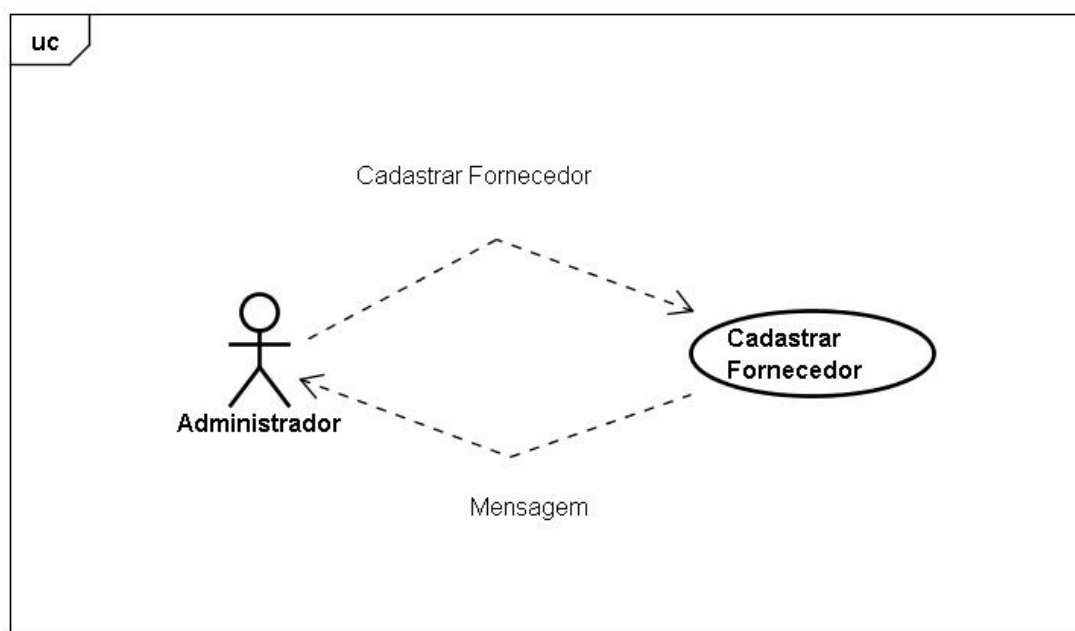 uc
Cadastrar Fornecedor
Cadastrar
Fornecedor
Administrador
Mensagem